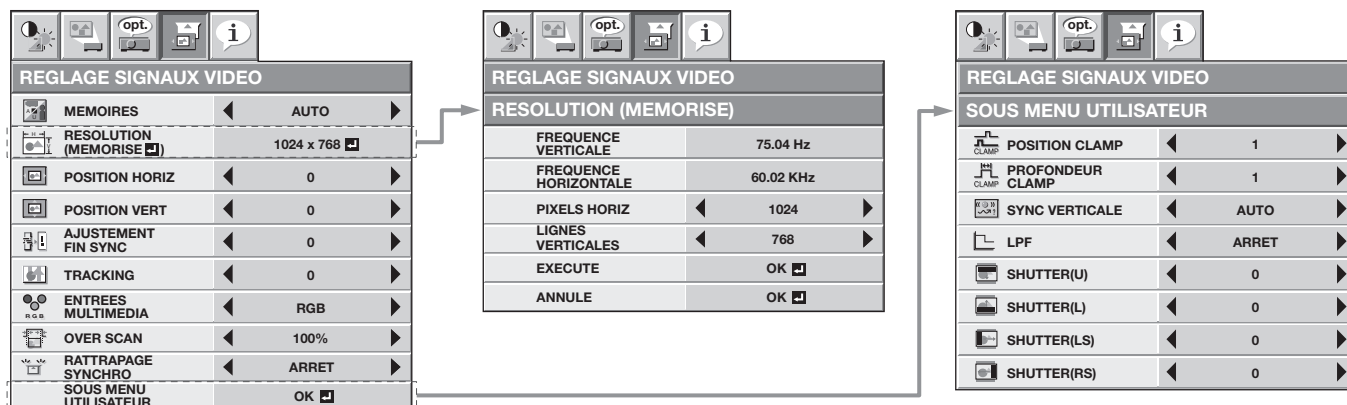 opt.
i
REGLAGE SIGNAUX VIDEO
MEMOIRES AUTO
RESOLUTION
(MEMORISE) 1024 x 768
POSITION HORIZ 0
POSITION VERT 0
AJUSTEMENT
FIN SYNC 0
TRACKING 0
RGB
ENTREES
MULTIMEDIA RGB
OVER SCAN 100%
RATTRAPAGE
SYNCHRO ARRET
SOUS MENU
UTILISATEUR OK
opt.
i
REGLAGE SIGNAUX VIDEO
RESOLUTION (MEMORISE)
FREQUENCE
VERTICALE 75.04 Hz
FREQUENCE
HORIZONTALE 60.02 KHz
PIXELS HORIZ 1024
LIGNES
VERTICALES 768
EXECUTE OK
ANNULE OK
opt.
i
REGLAGE SIGNAUX VIDEO
SOUS MENU UTILISATEUR
CLAMP POSITION CLAMP 1
PROFONDEUR
CLAMP CLAMP 1
SYNC VERTICALE AUTO
LPF ARRET
SHUTTER(U) 0
SHUTTER(L) 0
SHUTTER(LS) 0
SHUTTER(RS) 0